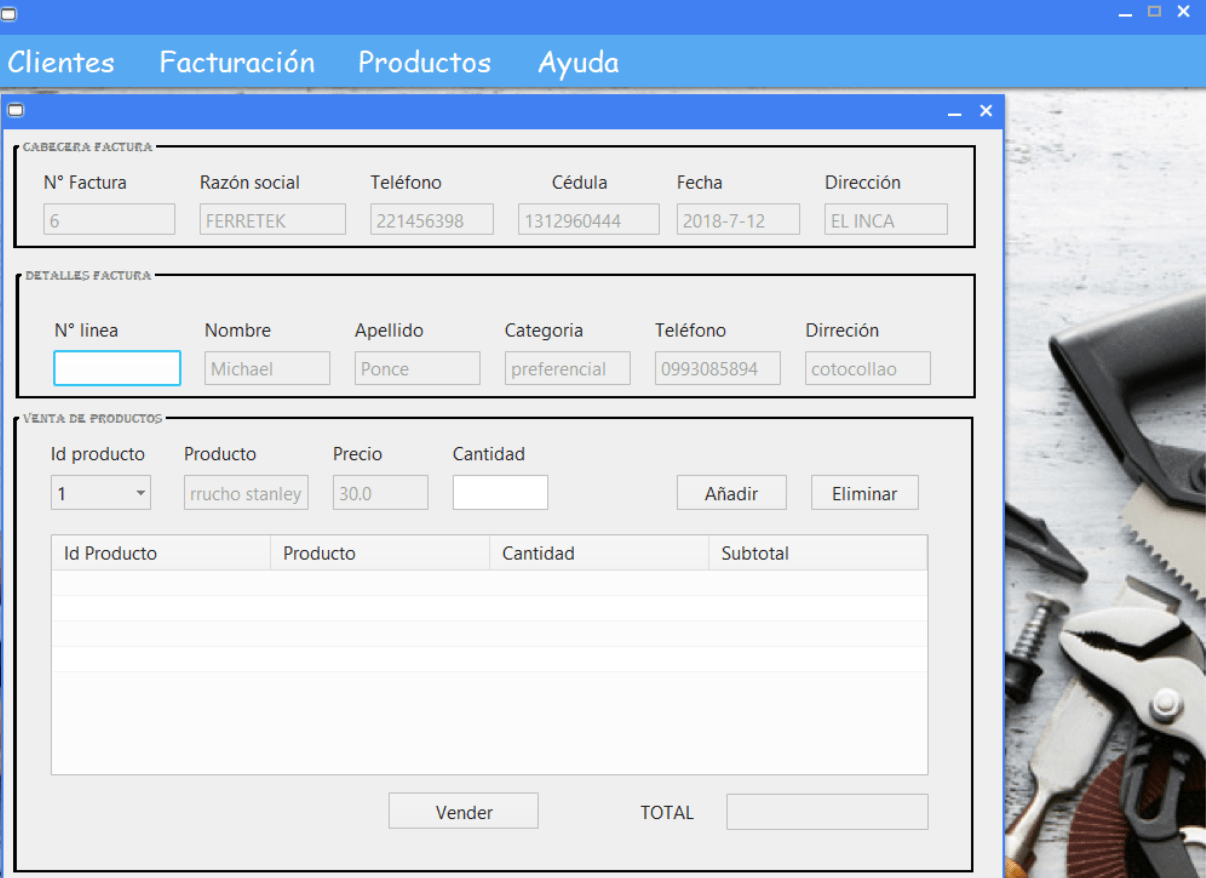 Clientes Facturación Productos Ayuda
CABECERA FACTURA
N° Factura Razón social Teléfono Cédula Fecha Dirección
6 FERRETEK 221456398 1312960444 2018-7-12 EL INCA
DETALLES FACTURA
N° linea Nombre Apellido Categoria Teléfono Dirreción
Michael Ponce preferencial 0993085894 cotocollao
VENTA DE PRODUCTOS
Id producto Producto Precio Cantidad
1 rrucho stanley 30.0 Añadir Eliminar
Id Producto Producto Cantidad Subtotal
Vender TOTAL